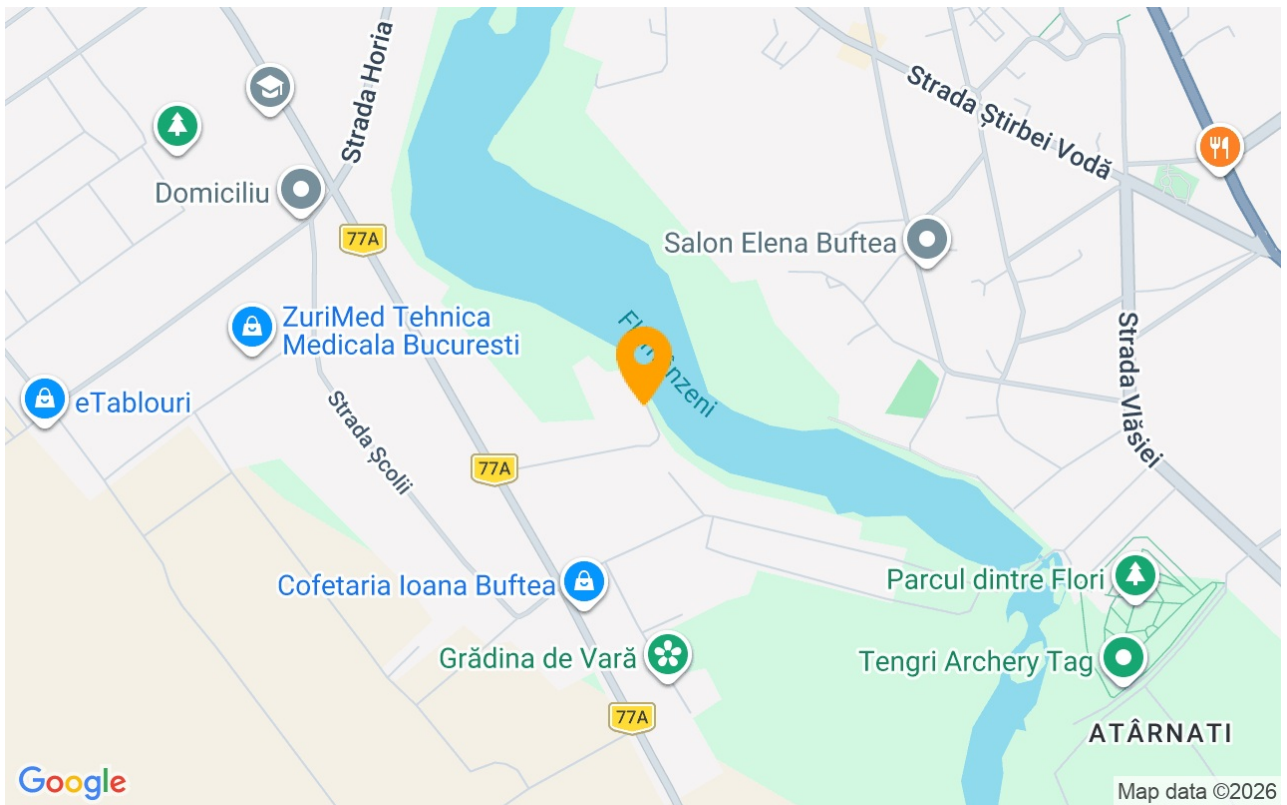 Strada Horia
Strada Știrbei Vodă
Domiciliu
77A
Salon Elena Buftea
ZuriMed Tehnica
Medicala Bucuresti
Strada Vlăsiei
eTablouri
Strada Școlii
77A
Cofetaria Ioana Buftea
Parcul dintre Flori
Grădina de Vară
Tengri Archery Tag
77A
ATÂRNATI
Google
Map data ©2026